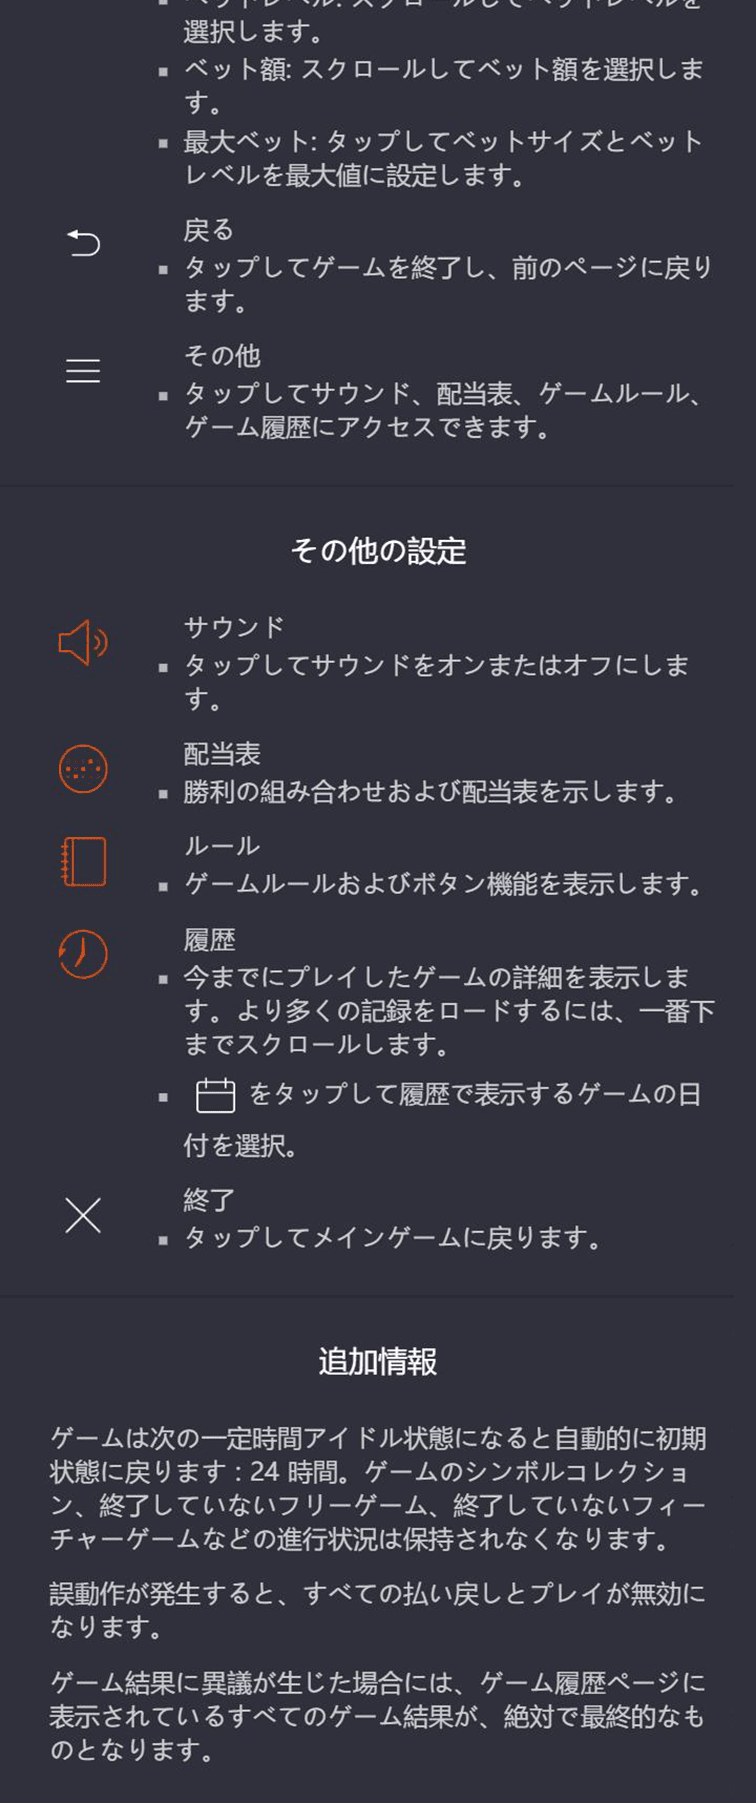 ベットレベル: スクロールしてベットレベルを
選択します。
ベット額: スクロールしてベット額を選択しま
す。
最大ベット: タップしてベットサイズとベット
レベルを最大値に設定します。
戻る
タップしてゲームを終了し、前のページに戻り
ます。
その他
タップしてサウンド、配当表、ゲームルール、
ゲーム履歴にアクセスできます。
その他の設定
サウンド
タップしてサウンドをオンまたはオフにしま
す。
配当表
勝利の組み合わせおよび配当表を示します。
ルール
ゲームルールおよびボタン機能を表示します。
履歴
今までにプレイしたゲームの詳細を表示しま
す。より多くの記録をロードするには、一番下
までスクロールします。
をタップして履歴で表示するゲームの日
付を選択。
終了
タップしてメインゲームに戻ります。
追加情報
ゲームは次の一定時間アイドル状態になると自動的に初期
状態に戻ります : 24 時間。ゲームのシンボルコレクショ
ン、終了していないフリーゲーム、終了していないフィー
チャーゲームなどの進行状況は保持されなくなります。
誤動作が発生すると、すべての払い戻しとプレイが無効に
なります。
ゲーム結果に異議が生じた場合には、ゲーム履歴ページに
表示されているすべてのゲーム結果が、絶対で最終的なも
のとなります。